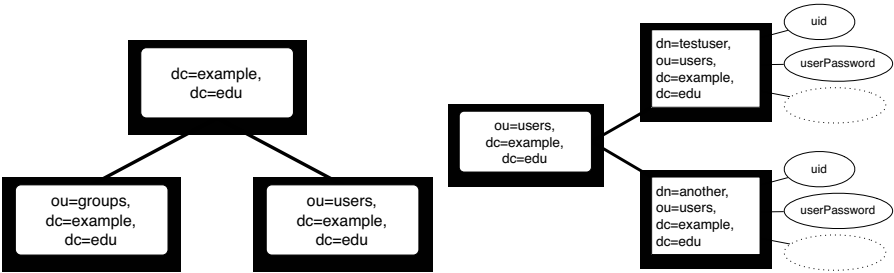 dc=example,
dc=edu
ou=groups,
dc=example,
dc=edu
ou=users,
dc=example,
dc=edu
ou=users,
dc=example,
dc=edu
dn=testuser,
ou=users,
dc=example,
dc=edu
uid
userPassword
dn=another,
ou=users,
dc=example,
dc=edu
uid
userPassword